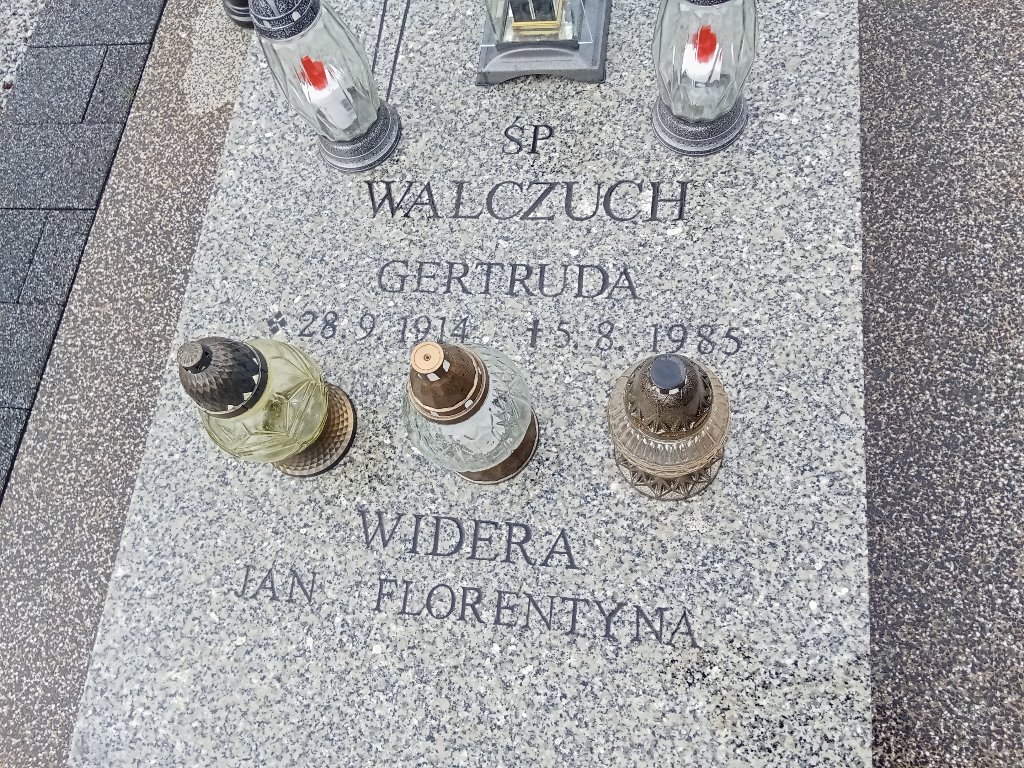 ŚP
WALCZUCH
GERTRUDA
* 28.9.1914 ✝ 5.8.1985
WIDERA
JAN FLORENTYNA